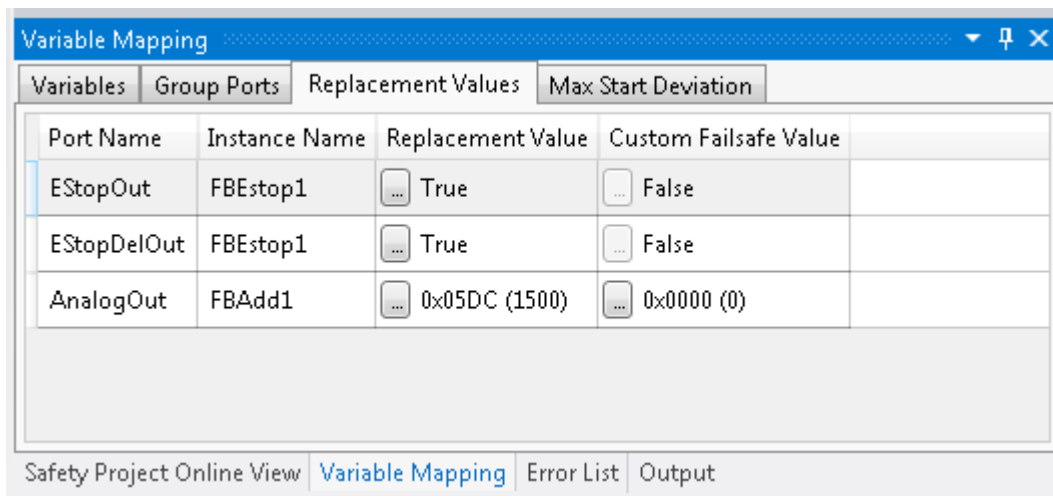 Variable Mapping
Variables Group Ports Replacement Values Max Start Deviation
Port Name Instance Name Replacement Value Custom Failsafe Value
EStopOut FBEstop1 ... True ... False
EStopDelOut FBEstop1 ... True ... False
AnalogOut FBAdd1 ... 0x05DC (1500) ... 0x0000 (0)
Safety Project Online View Variable Mapping Error List Output